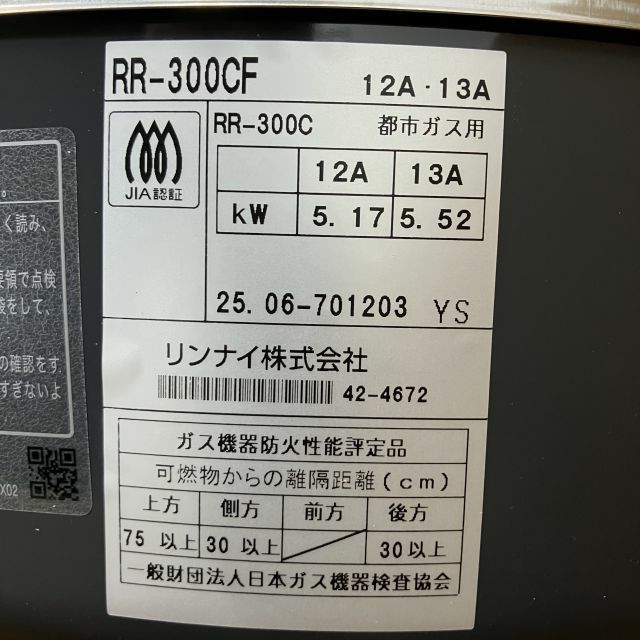 RR-300CF 12A・13A
JIA認証
RR-300C 都市ガス用
12A 13A
kW 5.17 5.52
25.06-701203 YS
リンナイ株式会社
42-4672
ガス機器防火性能評定品
可燃物からの離隔距離(cm)
上方 側方 前方 後方
75 以上 30 以上 30 以上
一般財団法人日本ガス機器検査協会
。
く読み、
要領で点検
をして、
の確認をす
すぎないよ
X02